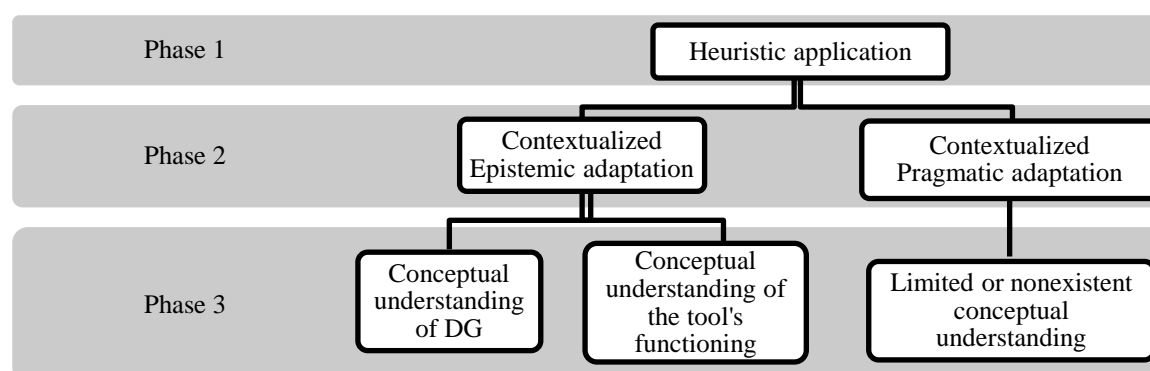 Phase 1
Heuristic application
Phase 2
Contextualized
Epistemic adaptation
Contextualized
Pragmatic adaptation
Phase 3
Conceptual
understanding
of DG
Conceptual
understanding of
the tool's
functioning
Limited or nonexistent
conceptual
understanding